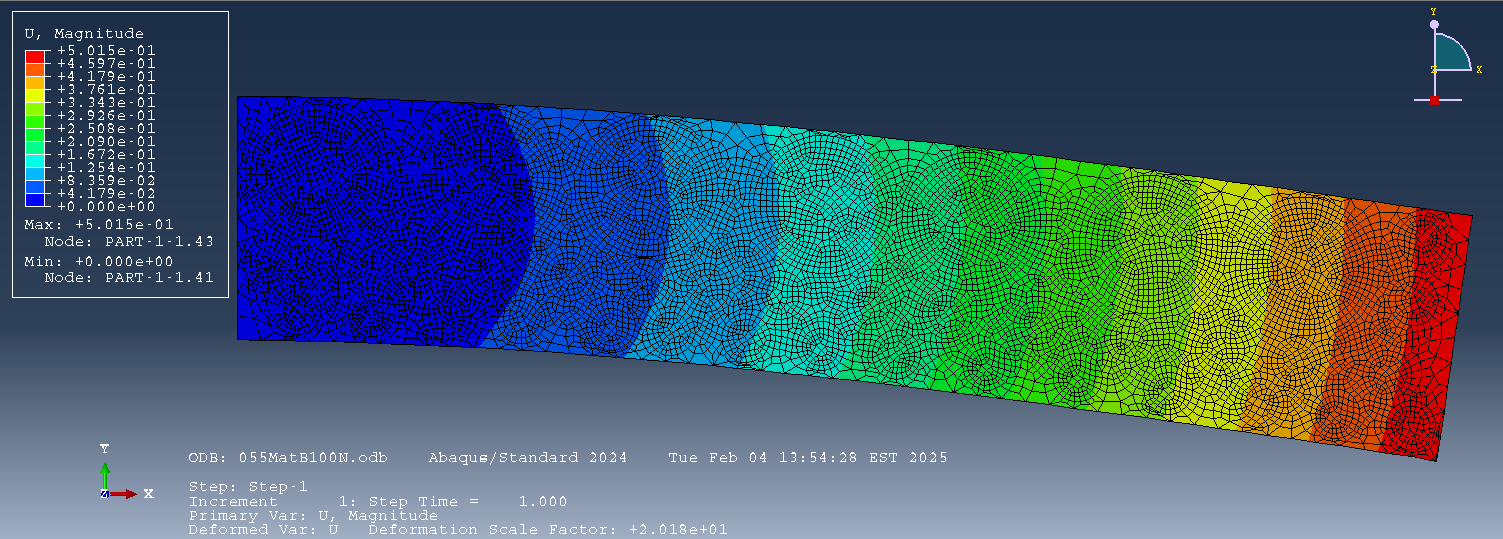 U, Magnitude
+5.015e-01
+4.597e-01
+4.179e-01
+3.761e-01
+3.343e-01
+2.926e-01
+2.508e-01
+2.090e-01
+1.672e-01
+1.254e-01
+8.359e-02
+4.179e-02
+0.000e+00
Max: +5.015e-01
Node: PART-1-1.43
Min: +0.000e+00
Node: PART-1-1.41
Y
Z X
Y
Z X
ODB: 055MatB100N.odb Abaqus/Standard 2024 Tue Feb 04 13:54:28 EST 2025
Step: Step-1
Increment 1: Step Time = 1.000
Primary Var: U, Magnitude
Deformed Var: U Deformation Scale Factor: +2.018e+01